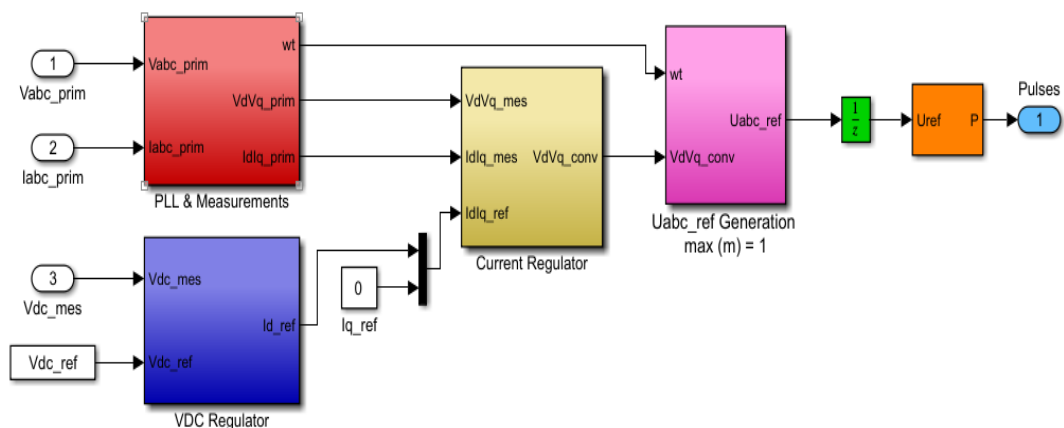 1
Vabc_prim
2
Iabc_prim
Vabc_prim
Iabc_prim
wt
VdVq_prim
IdIq_prim
PLL & Measurements
3
Vdc_mes
Vdc_ref
Vdc_mes
Vdc_ref
Id_ref
VDC Regulator
0
Iq_ref
VdVq_mes
IdIq_mes
IdIq_ref
VdVq_conv
Current Regulator
wt
VdVq_conv
Uabc_ref
Uabc_ref Generation
max (m) = 1
1
z
Uref
P
Pulses
1